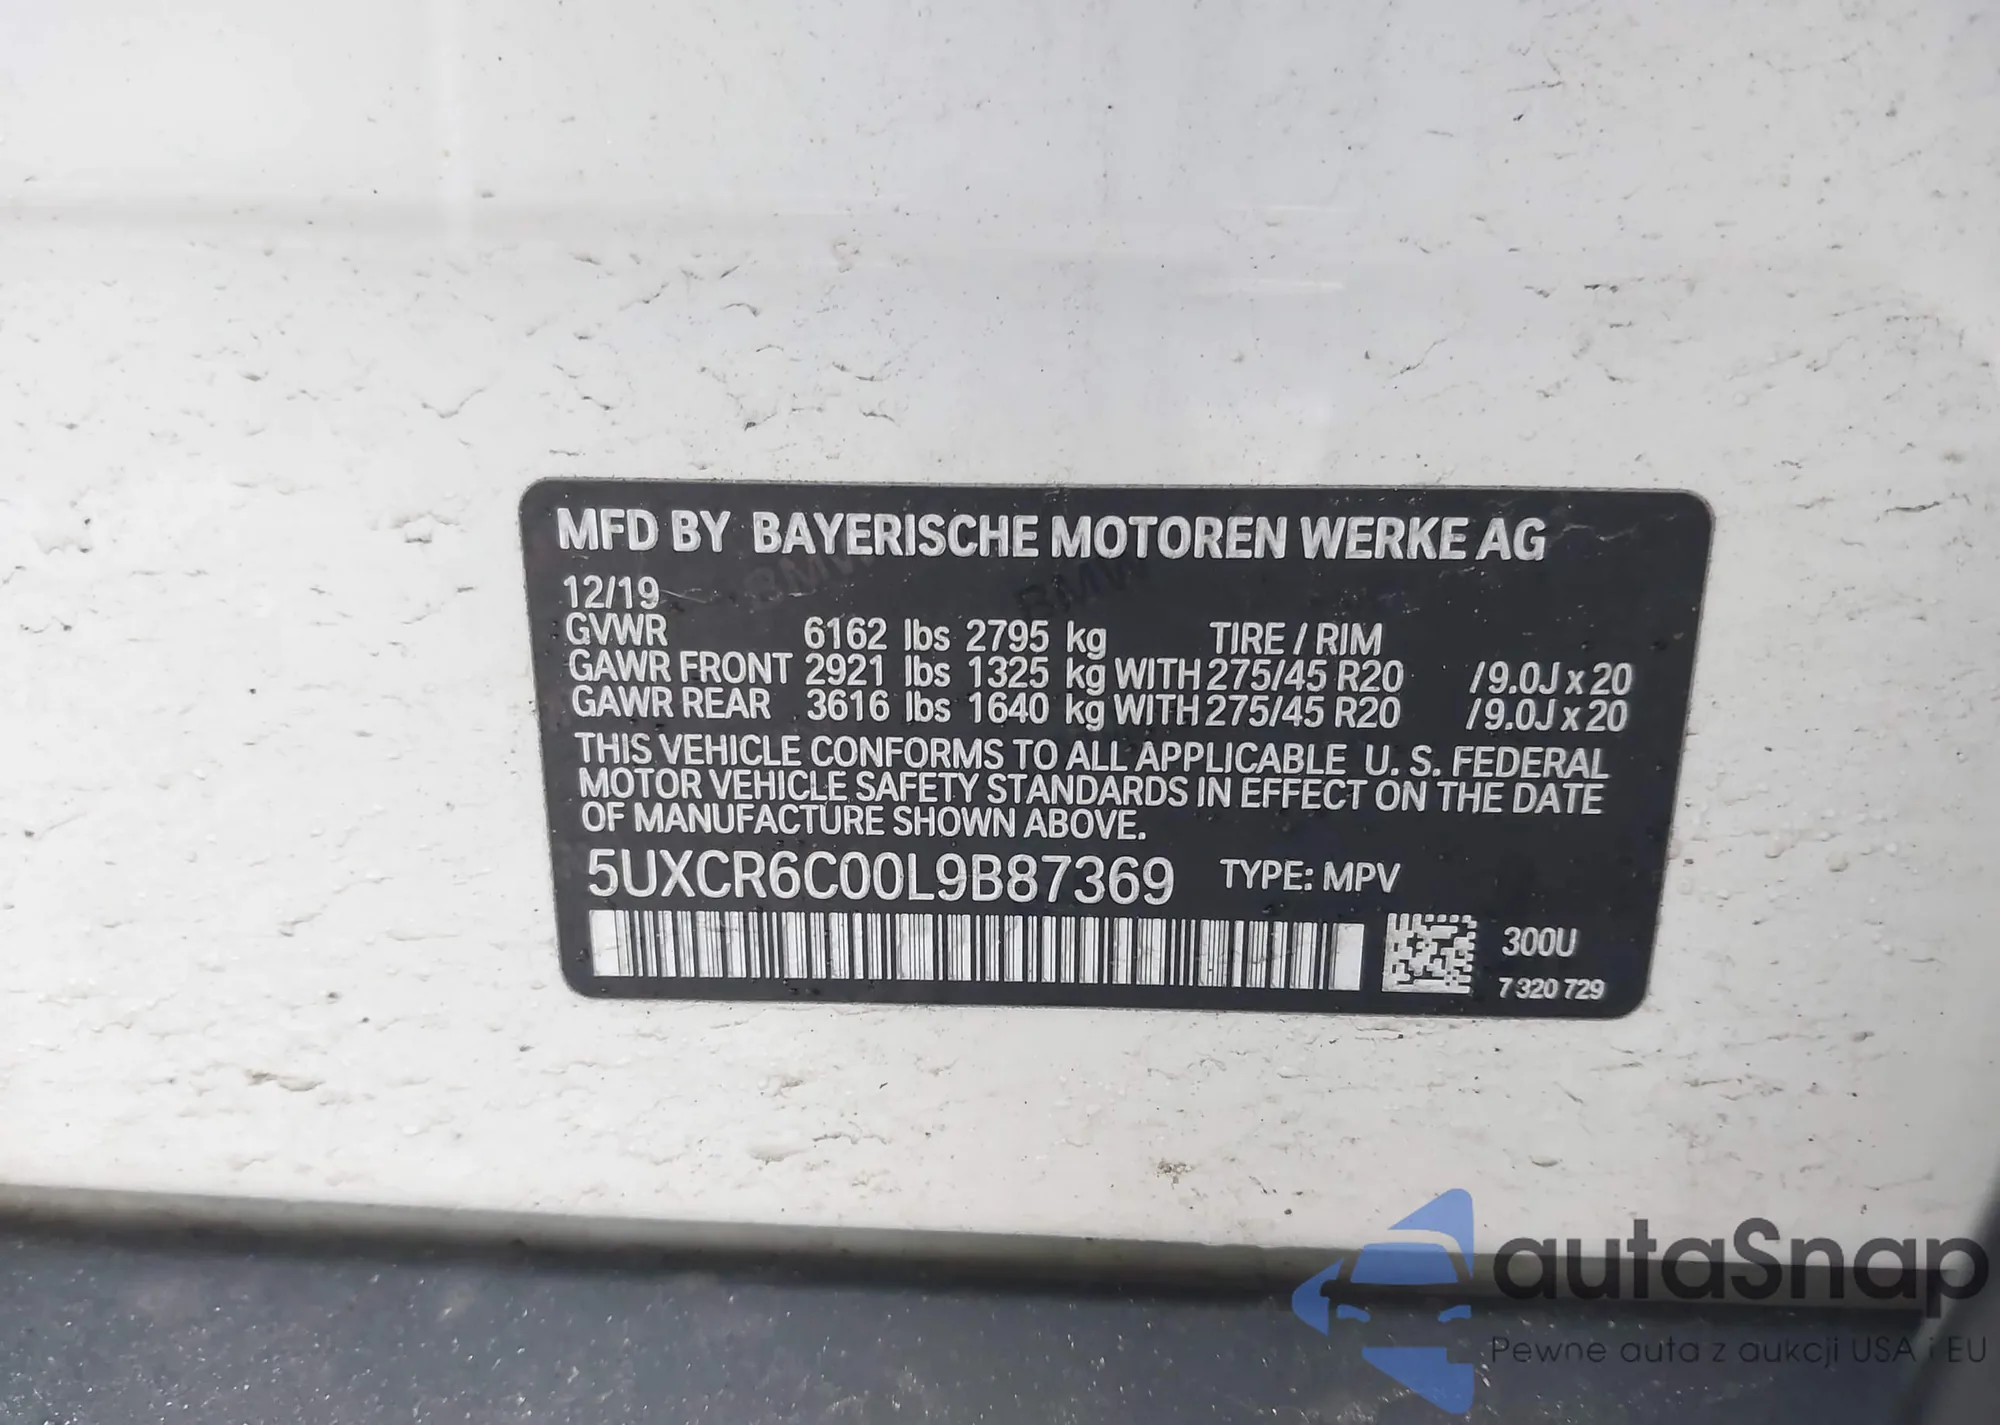 MFD BY BAYERISCHE MOTOREN WERKE AG
BMW BMW
12/19
GVWR 6162 lbs 2795 kg TIRE / RIM
GAWR FRONT 2921 lbs 1325 kg WITH 275/45 R20 /9.0J x 20
GAWR REAR 3616 lbs 1640 kg WITH 275/45 R20 /9.0J x 20
THIS VEHICLE CONFORMS TO ALL APPLICABLE U. S. FEDERAL
MOTOR VEHICLE SAFETY STANDARDS IN EFFECT ON THE DATE
OF MANUFACTURE SHOWN ABOVE.
5UXCR6C00L9B87369 TYPE: MPV
300U
7 320 729
autaSnap
Pewne auta z aukcji USA i EU